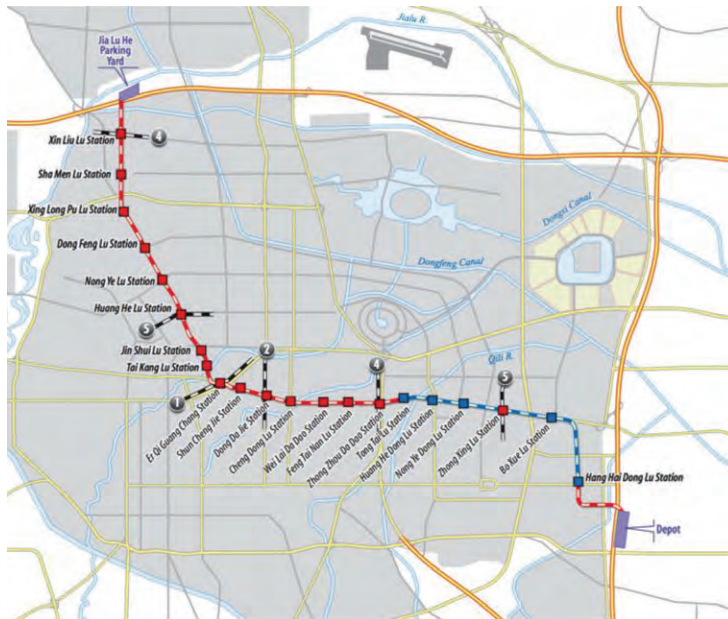 Jialu R.
Jia Lu He
Parking
Yard
Xin Liu Lu Station
4
Sha Men Lu Station
Xing Long Pu Lu Station
Dongxi Canal
Dong Feng Lu Station
Dongfeng Canal
Nong Ye Lu Station
Huang He Lu Station
5
Jin Shui Lu Station
2
4
5
Qili R.
Tai Kang Lu Station
1
Er Qi Guang Chang Station
Shun Cheng Jie Station
Dong Da Jie Station
Cheng Dong Lu Station
Wei Lai Da Dao Station
Feng Tai Nan Lu Station
Zheng Zhou Da Dao Station
Tong Tai Lu Station
Huang He Dong Lu Station
Nong Ye Dong Lu Station
Zhong Xing Lu Station
Bo Xue Lu Station
Hang Hai Dong Lu Station
Depot